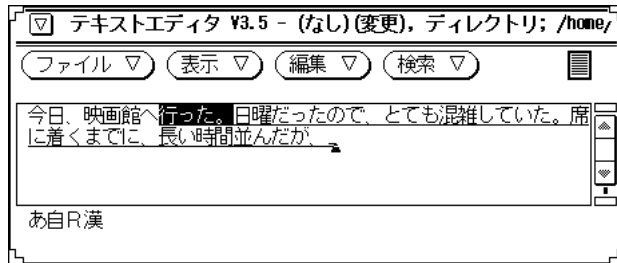 テキストエディタ V3.5 - (なし)(変更), ディレクトリ; /home/
ファイル ▽ 表示 ▽ 編集 ▽ 検索 ▽
今日、映画館へ行った。日曜だったので、とても混雑していた。席
に着くまでに、長い時間並んだが、
あ自R漢